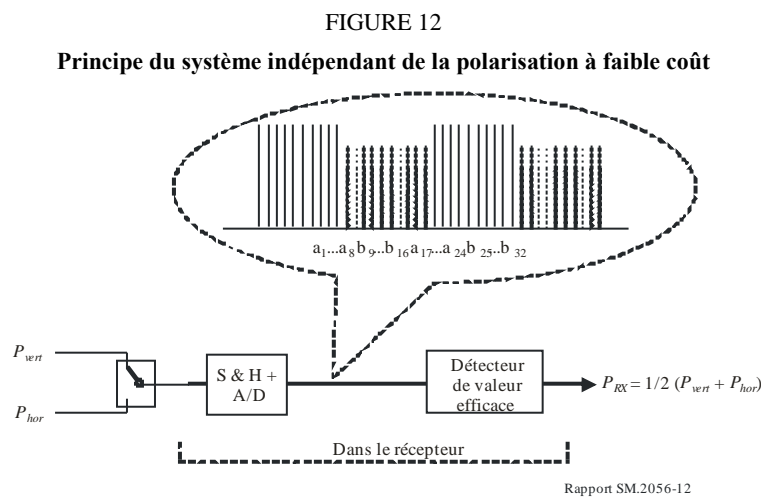 FIGURE 12
Principe du système indépendant de la polarisation à faible coût
a1...a8 b9...b16 a17...a24 b25..b32
Pvert
Phor
S & H +
A/D
Détecteur
de valeur
efficace
PRX = 1/2 (Pvert + Phor)
Dans le récepteur
Rapport SM.2056-12